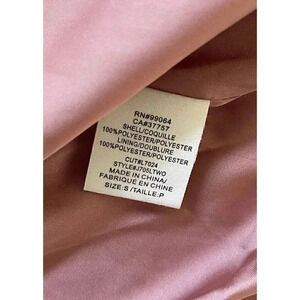 RN#99064
CA#37757
SHELL/COQUILLE
100%POLYESTER/POLYESTER
LINING/DOUBLURE
100%POLYESTER/POLYESTER
CUT#L7024
STYLE#J70SLTWO
MADE IN CHINA/
FABRIQUE EN CHINE
SIZE:S /TAILLE:P